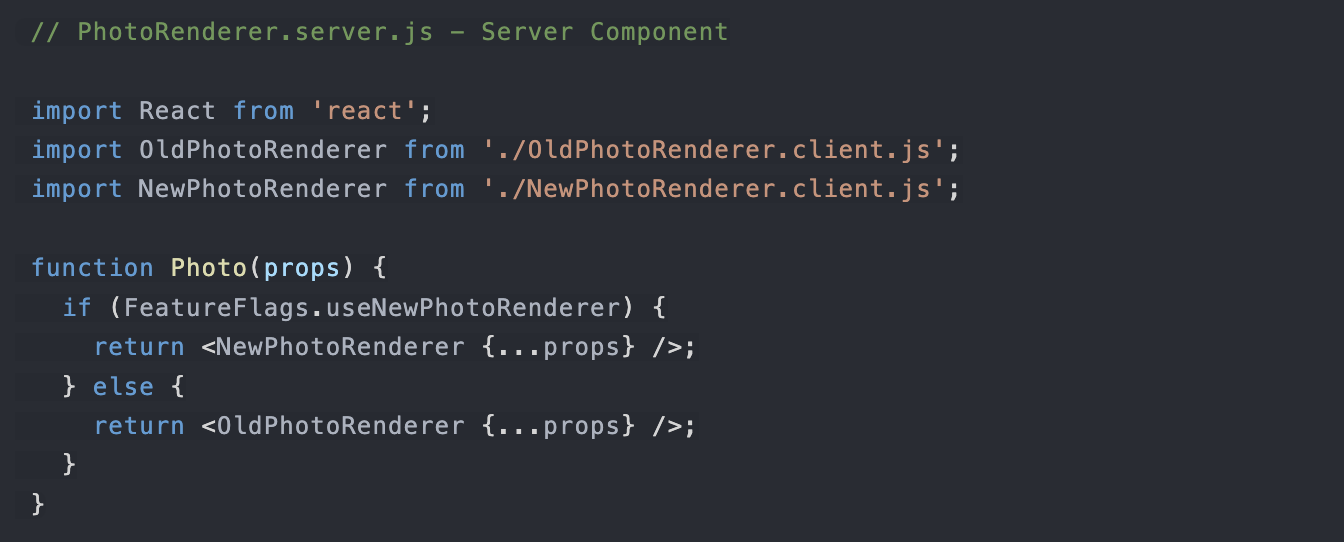 // PhotoRenderer.server.js – Server Component
import React from 'react';
import OldPhotoRenderer from './OldPhotoRenderer.client.js';
import NewPhotoRenderer from './NewPhotoRenderer.client.js';
function Photo(props) {
  if (FeatureFlags.useNewPhotoRenderer) {
    return <NewPhotoRenderer {...props} />;
  } else {
    return <OldPhotoRenderer {...props} />;
  }
}